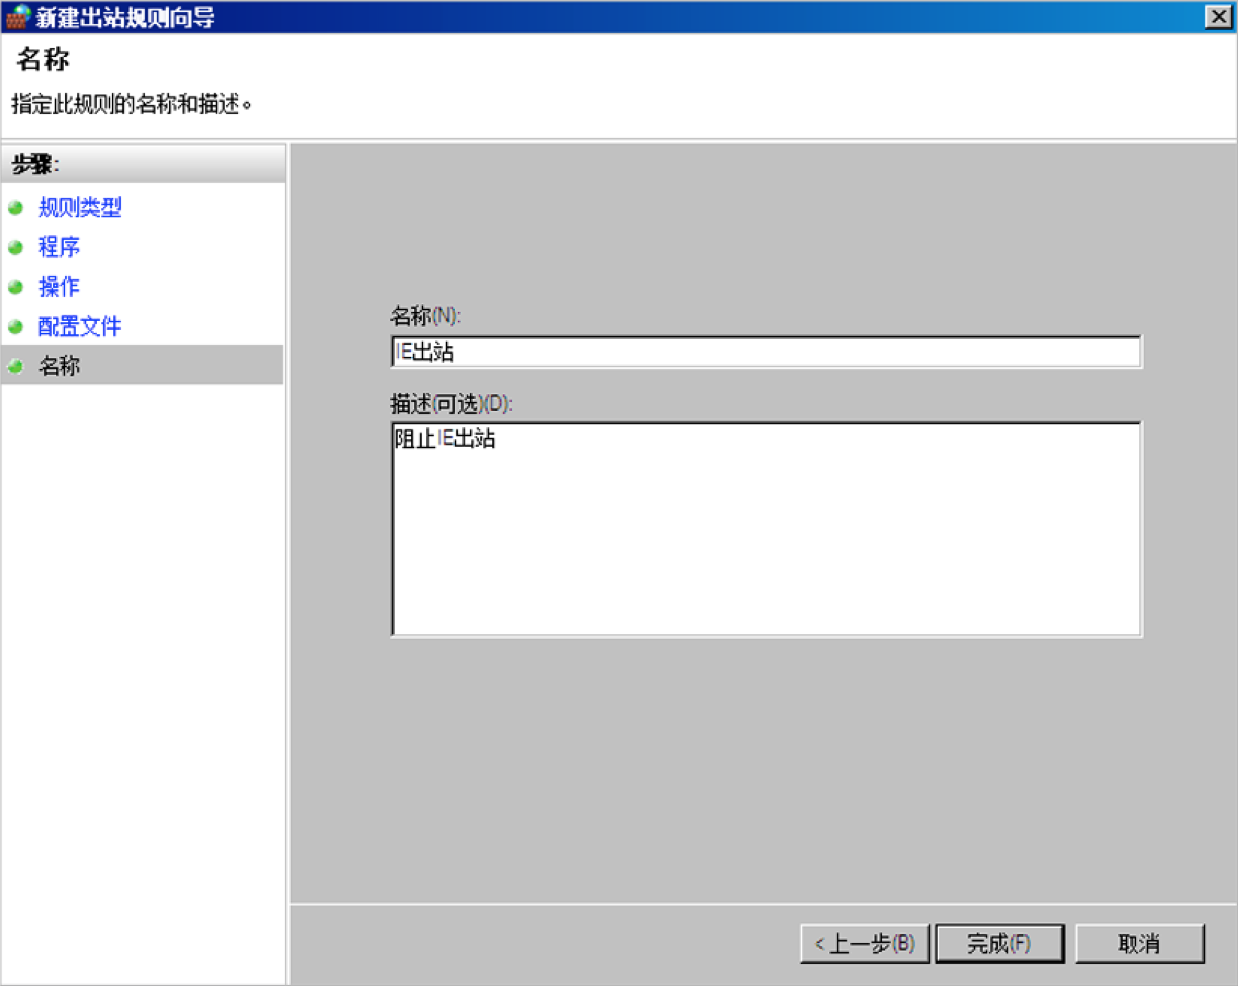 新建出站规则向导
名称
指定此规则的名称和描述。
步骤:
规则类型
程序
操作
配置文件
名称
名称(N):
IE出站
描述(可选)(D):
阻止IE出站
< 上一步(B)
完成(F)
取消